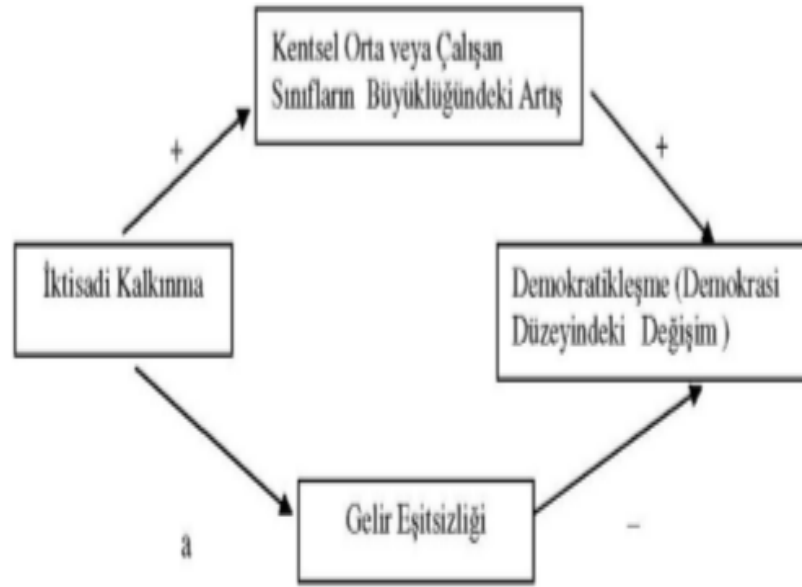 Kentsel Orta veya Çalışan
Sınıfların Büyüklüğündeki Artış
+
+
İktisadi Kalkınma
Demokratikleşme (Demokrasi
Düzeyindeki Değişim )
Gelir Eşitsizliği
a
–